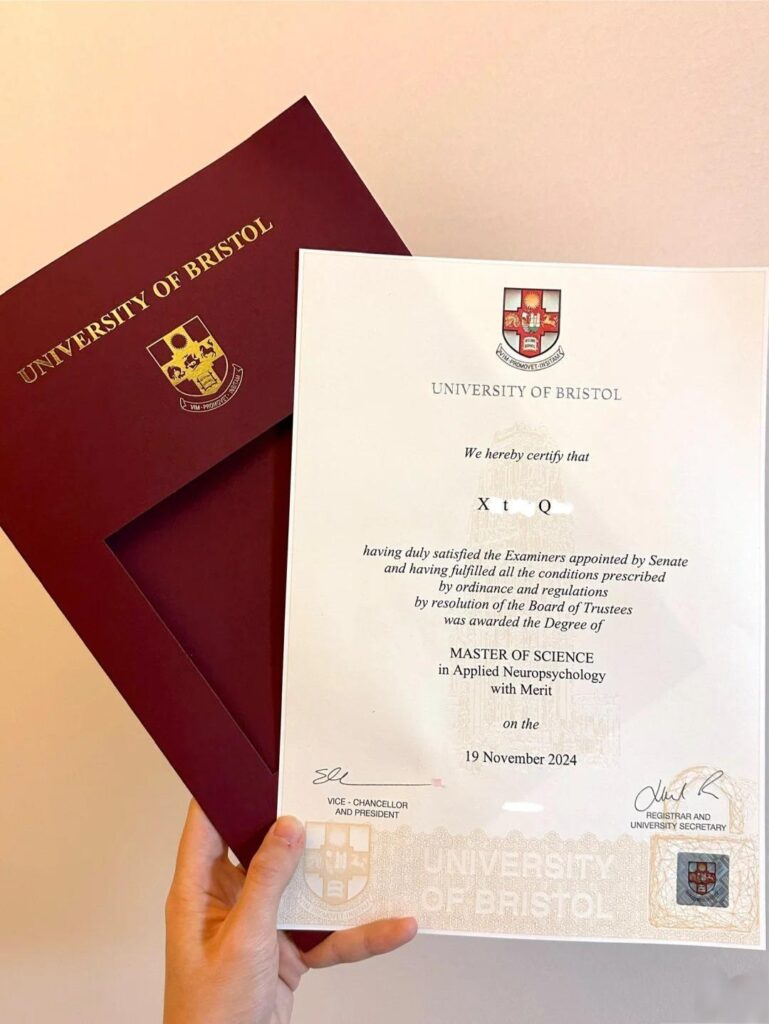 UNIVERSITY OF BRISTOL
VIM · PROMOVET · INSITAM
VIM · PROMOVET · INSITAM
UNIVERSITY OF BRISTOL
We hereby certify that
X t Q
having duly satisfied the Examiners appointed by Senate
and having fulfilled all the conditions prescribed
by ordinance and regulations
by resolution of the Board of Trustees
was awarded the Degree of
MASTER OF SCIENCE
in Applied Neuropsychology
with Merit
on the
19 November 2024
VICE - CHANCELLOR
AND PRESIDENT
REGISTRAR AND
UNIVERSITY SECRETARY
UNIVERSITY
OF BRISTOL